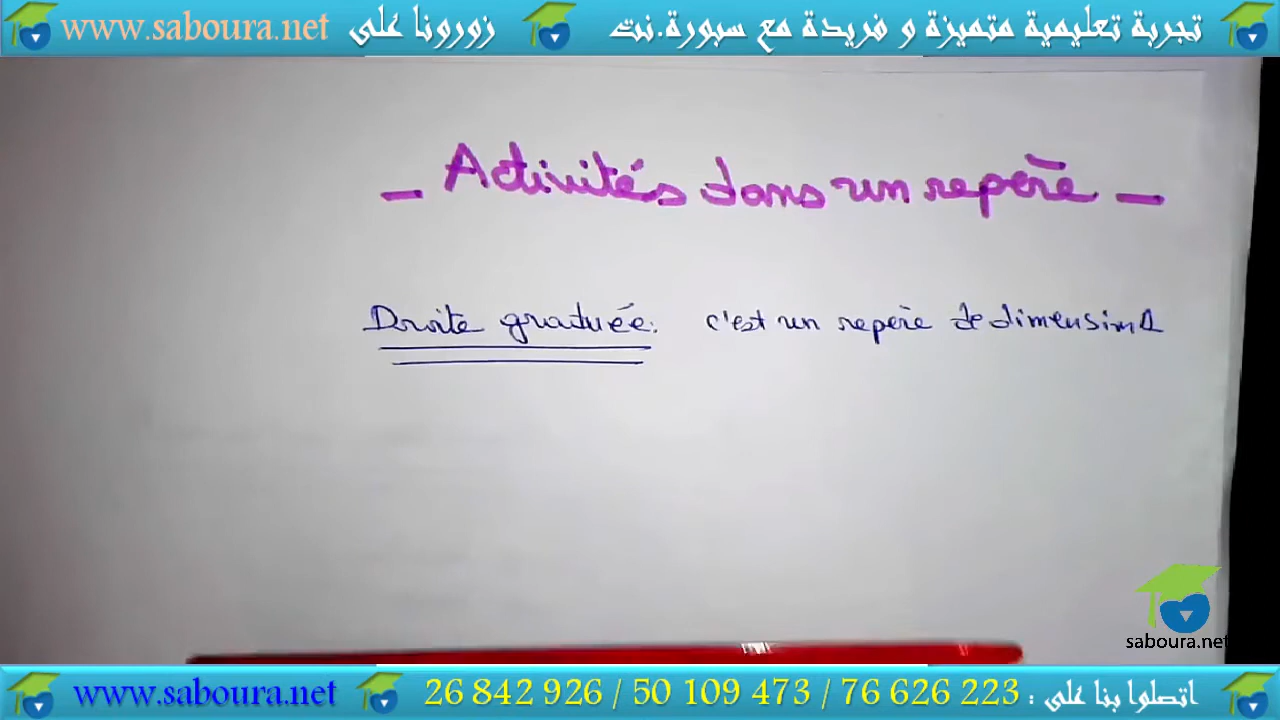 www.saboura.net زورونا على تجربة تعليمية متميزة و فريدة مع سبورة.نت
- Activités dans un repère -
Droite graduée: c'est un repère de dimension 1
saboura.net
www.saboura.net 26 842 926 / 50 109 473 / 76 626 223 : اتصلوا بنا على